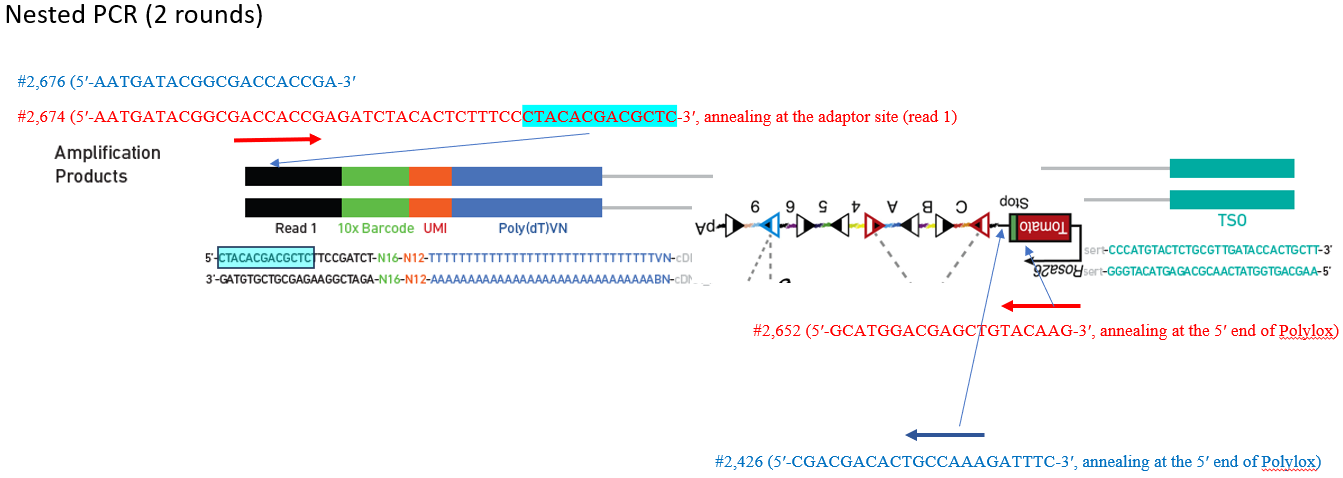 Nested PCR (2 rounds)
#2,676 (5′-AATGATACGGCGACCACCGA-3′
#2,674 (5′-AATGATACGGCGACCACCGAGATCTACACTCTTTCCCTACACGACGCTC-3′, annealing at the adaptor site (read 1)
Amplification
Products
Read 1 10x Barcode UMI Poly(dT)VN
pA 9 6 5 4 A B C Stop Tomato
Rosa26
TSO
5′-CTACACGACGCTCTTCCGATCT-N16-N12-TTTTTTTTTTTTTTTTTTTTTTTTTTTTTTVN-cD
3′-GATGTGCTGCGAGAAGGCTAGA-N16-N12-AAAAAAAAAAAAAAAAAAAAAAAAAAAAAABN-cD
sert-CCCATGTACTCTGCGTTGATACCACTGCTT-3′
sert-GGGTACATGAGACGCAACTATGGTGACGAA-5′
#2,652 (5′-GCATGGACGAGCTGTACAAG-3′, annealing at the 5′ end of Polylox)
#2,426 (5′-CGACGACACTGCCAAAGATTTC-3′, annealing at the 5′ end of Polylox)